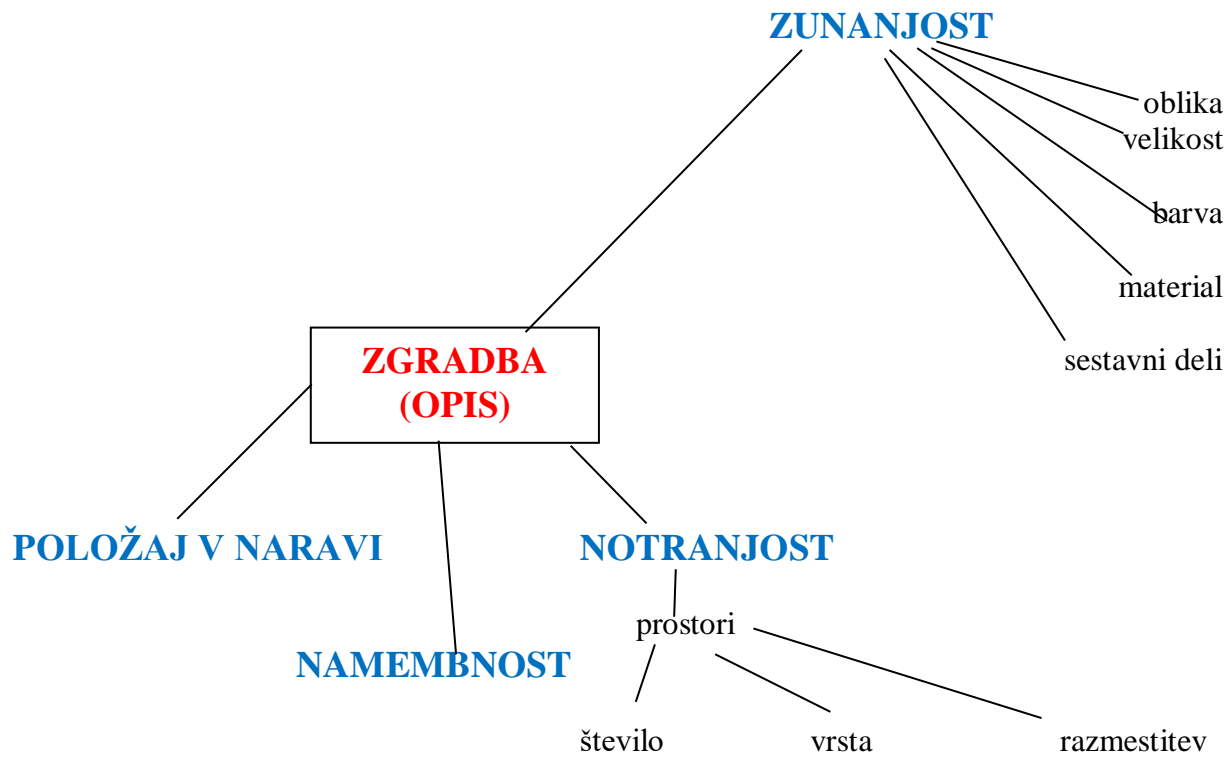 ZUNANJOST
oblika
velikost
barva
material
sestavni deli
ZGRADBA
(OPIS)
POLOŽAJ V NARAVI
NOTRANJOST
prostori
NAMEMBNOST
število
vrsta
razmestitev